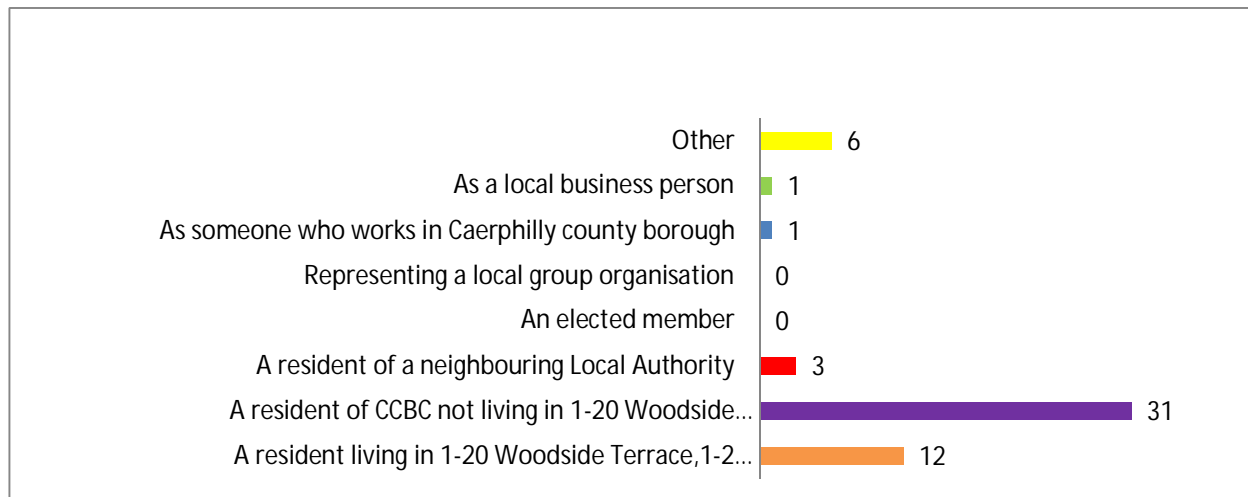 Other 6
As a local business person 1
As someone who works in Caerphilly county borough 1
Representing a local group organisation 0
An elected member 0
A resident of a neighbouring Local Authority 3
A resident of CCBC not living in 1-20 Woodside... 31
A resident living in 1-20 Woodside Terrace,1-2... 12